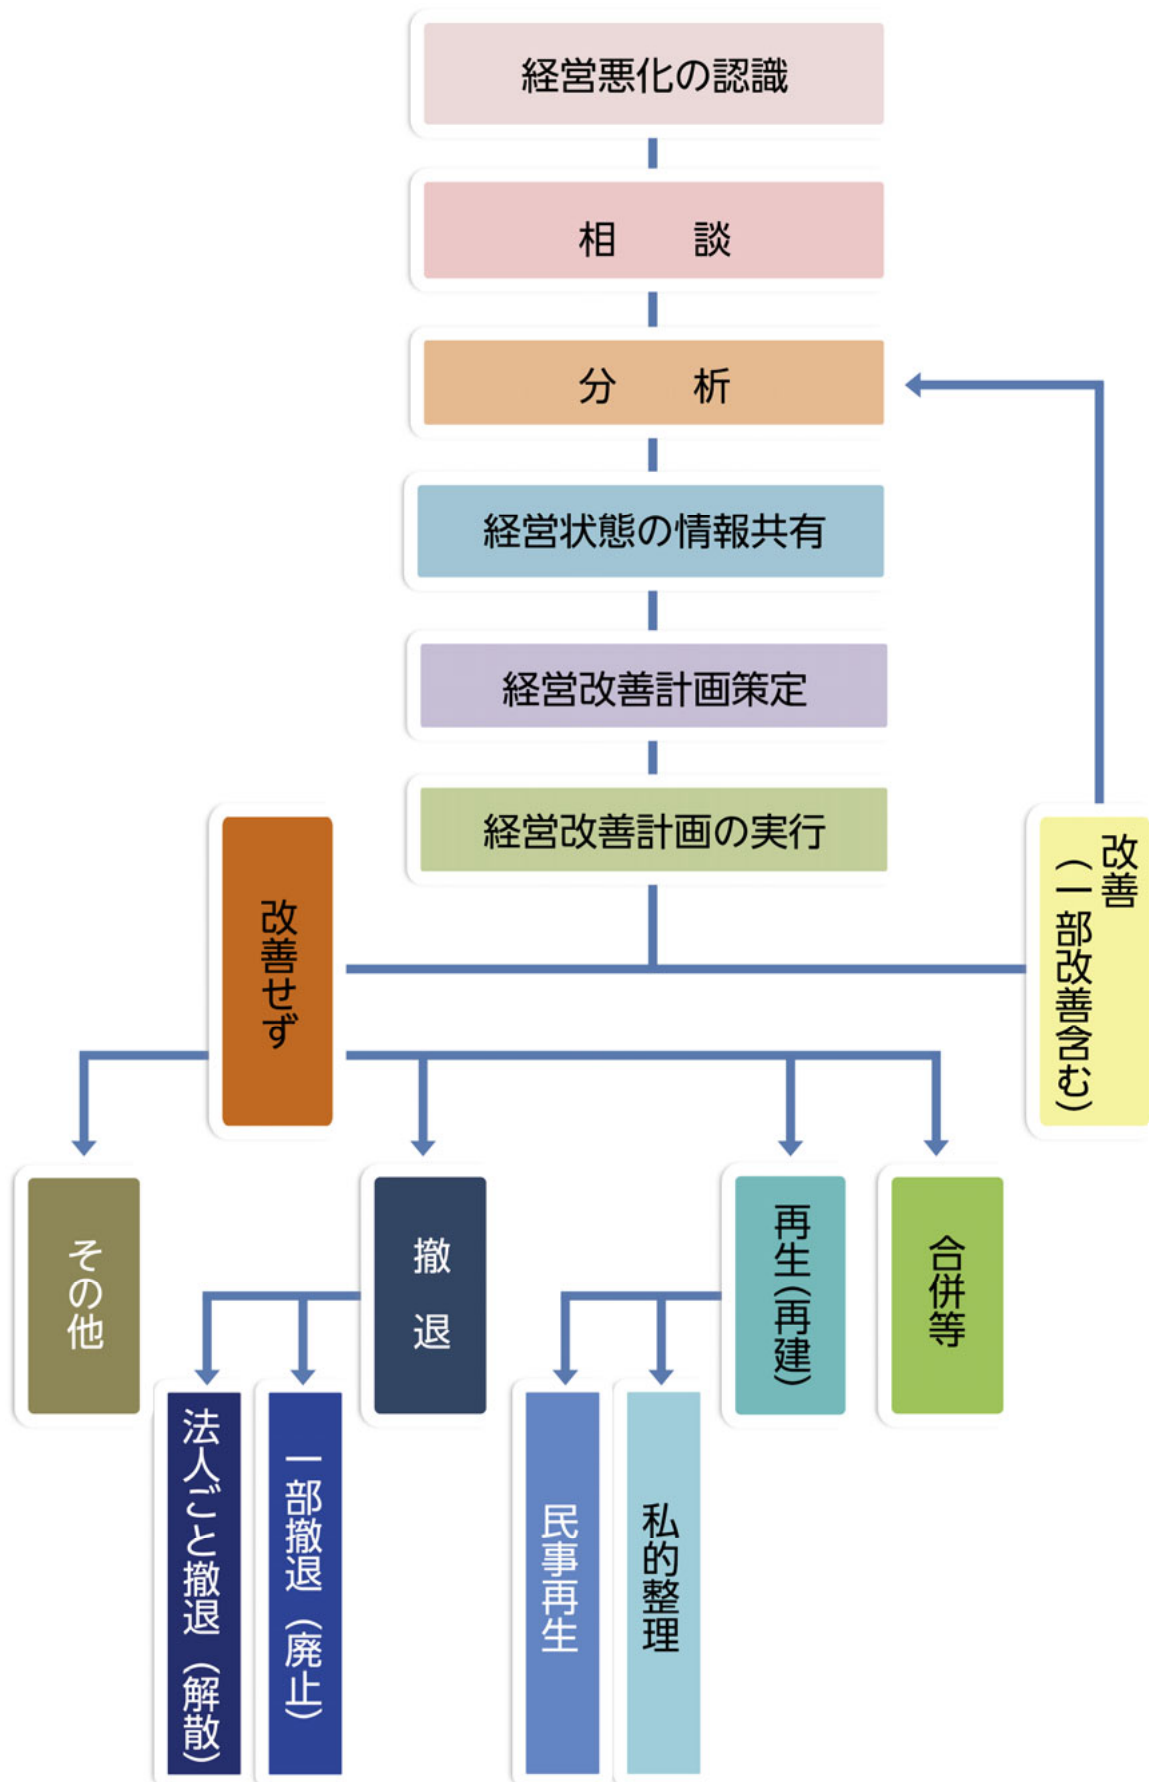 経営悪化の認識
相　　談
分　　析
経営状態の情報共有
経営改善計画策定
経営改善計画の実行
改善
（一部改善含む）
改善せず
合併等
再生（再建）
撤　退
その他
私的整理
民事再生
一部撤退（廃止）
法人ごと撤退（解散）